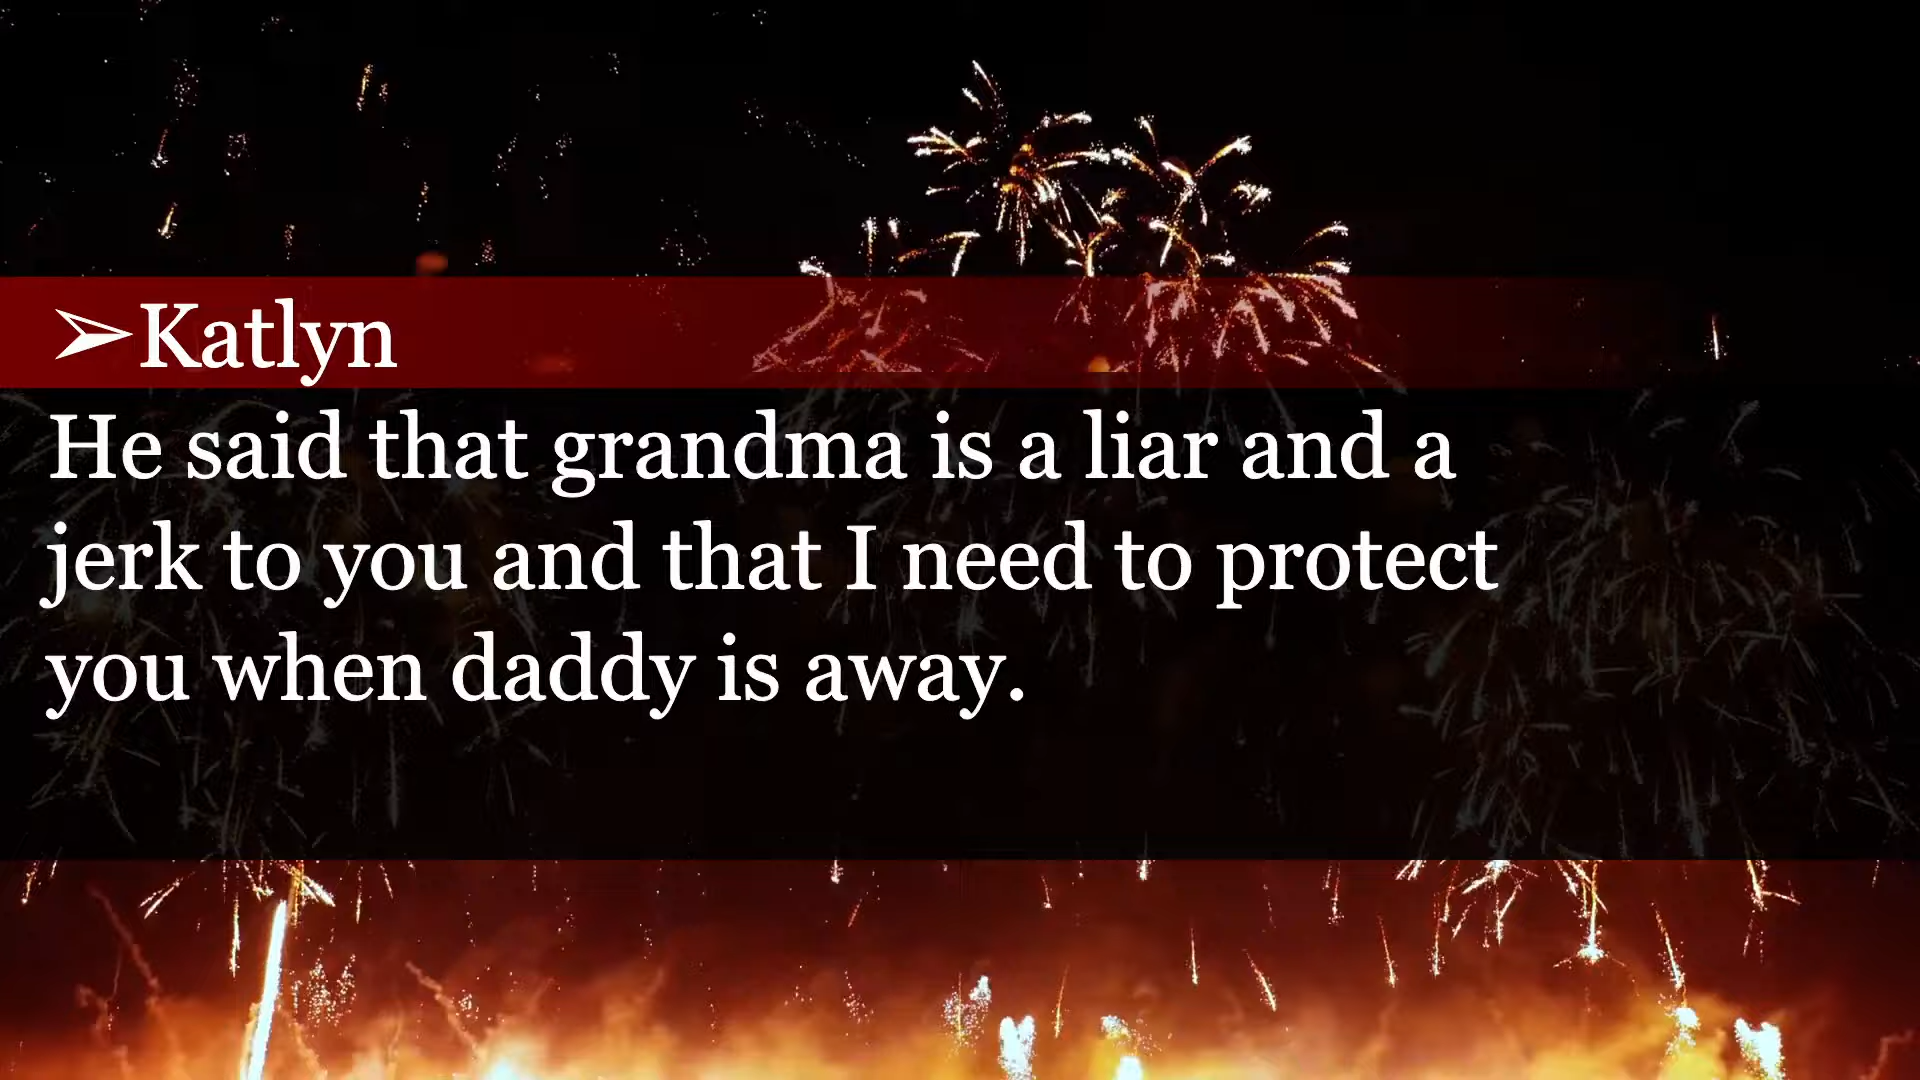 ➢Katlyn
He said that grandma is a liar and a
jerk to you and that I need to protect
you when daddy is away.